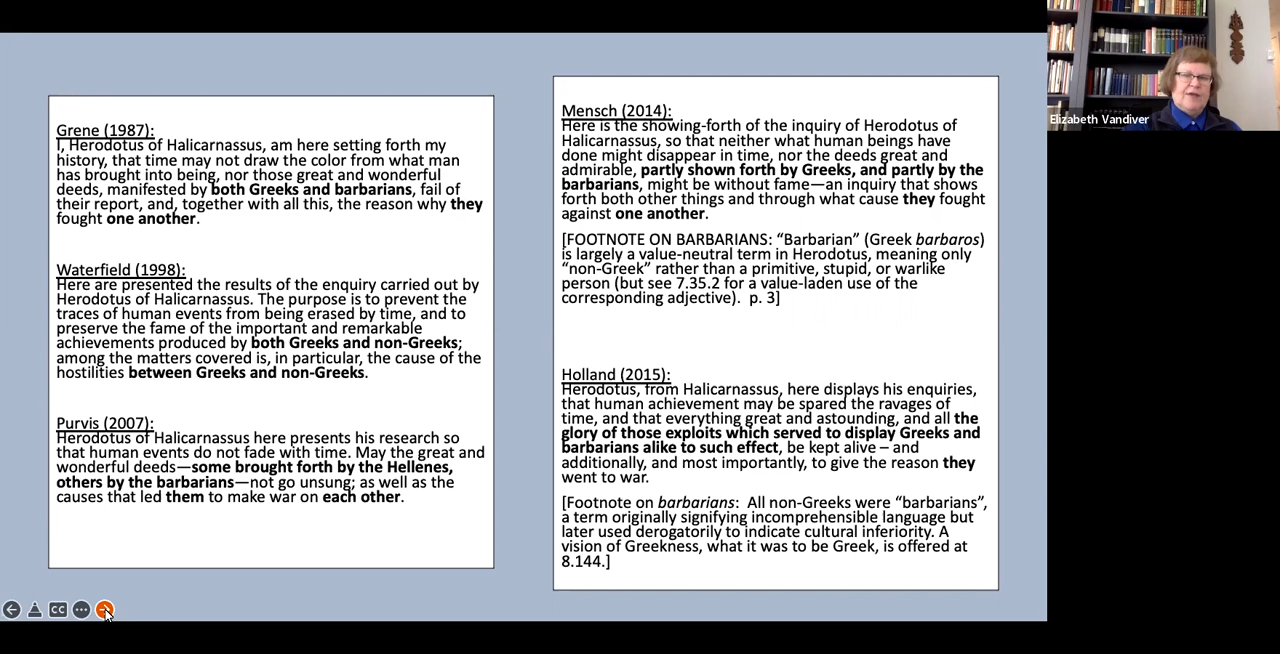 Grene (1987):
I, Herodotus of Halicarnassus, am here setting forth my
history, that time may not draw the color from what man
has brought into being, nor those great and wonderful
deeds, manifested by both Greeks and barbarians, fail of
their report, and, together with all this, the reason why they
fought one another.
Waterfield (1998):
Here are presented the results of the enquiry carried out by
Herodotus of Halicarnassus. The purpose is to prevent the
traces of human events from being erased by time, and to
preserve the fame of the important and remarkable
achievements produced by both Greeks and non-Greeks;
among the matters covered is, in particular, the cause of the
hostilities between Greeks and non-Greeks.
Purvis (2007):
Herodotus of Halicarnassus here presents his research so
that human events do not fade with time. May the great and
wonderful deeds—some brought forth by the Hellenes,
others by the barbarians—not go unsung; as well as the
causes that led them to make war on each other.
Mensch (2014):
Here is the showing-forth of the inquiry of Herodotus of
Halicarnassus, so that neither what human beings have
done might disappear in time, nor the deeds great and
admirable, partly shown forth by Greeks, and partly by the
barbarians, might be without fame—an inquiry that shows
forth both other things and through what cause they fought
against one another.
[FOOTNOTE ON BARBARIANS: “Barbarian” (Greek barbaros)
is largely a value-neutral term in Herodotus, meaning only
“non-Greek” rather than a primitive, stupid, or warlike
person (but see 7.35.2 for a value-laden use of the
corresponding adjective). p. 3]
Holland (2015):
Herodotus, from Halicarnassus, here displays his enquiries,
that human achievement may be spared the ravages of
time, and that everything great and astounding, and all the
glory of those exploits which served to display Greeks and
barbarians alike to such effect, be kept alive – and
additionally, and most importantly, to give the reason they
went to war.
[Footnote on barbarians: All non-Greeks were “barbarians”,
a term originally signifying incomprehensible language but
later used derogatorily to indicate cultural inferiority. A
vision of Greekness, what it was to be Greek, is offered at
8.144.]
Elizabeth Vandiver
CC